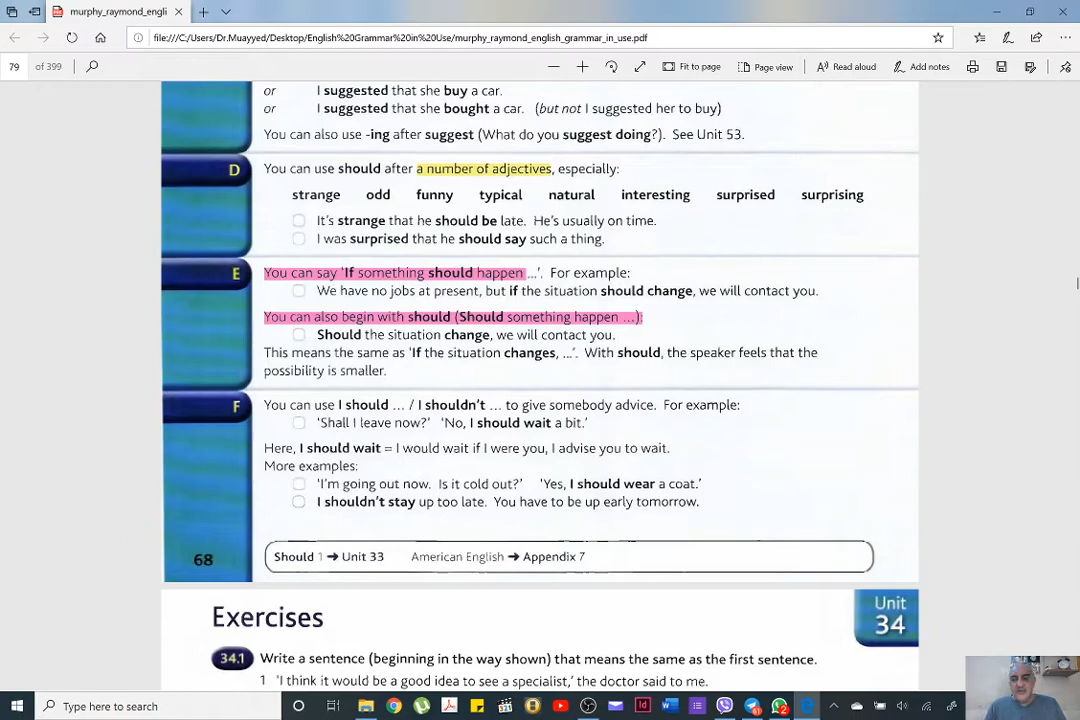 murphy_raymond_engli
file:///C:/Users/Dr.Muayyed/Desktop/English%20Grammar%20in%20Use/murphy_raymond_english_grammar_in_use.pdf
79 of 399
Fit to page
Page view
Read aloud
Add notes
or I suggested that she buy a car.
or I suggested that she bought a car. (but not I suggested her to buy)
You can also use -ing after suggest (What do you suggest doing?). See Unit 53.
D
You can use should after a number of adjectives, especially:
strange odd funny typical natural interesting surprised surprising
It's strange that he should be late. He's usually on time.
I was surprised that he should say such a thing.
E
You can say 'If something should happen ...'. For example:
We have no jobs at present, but if the situation should change, we will contact you.
You can also begin with should (Should something happen ...):
Should the situation change, we will contact you.
This means the same as 'If the situation changes, ...'. With should, the speaker feels that the
possibility is smaller.
F
You can use I should ... / I shouldn't ... to give somebody advice. For example:
'Shall I leave now?' 'No, I should wait a bit.'
Here, I should wait = I would wait if I were you, I advise you to wait.
More examples:
'I'm going out now. Is it cold out?' 'Yes, I should wear a coat.'
I shouldn't stay up too late. You have to be up early tomorrow.
68
Should 1 → Unit 33 American English → Appendix 7
Exercises
Unit
34
34.1 Write a sentence (beginning in the way shown) that means the same as the first sentence.
1 'I think it would be a good idea to see a specialist,' the doctor said to me.
Type here to search